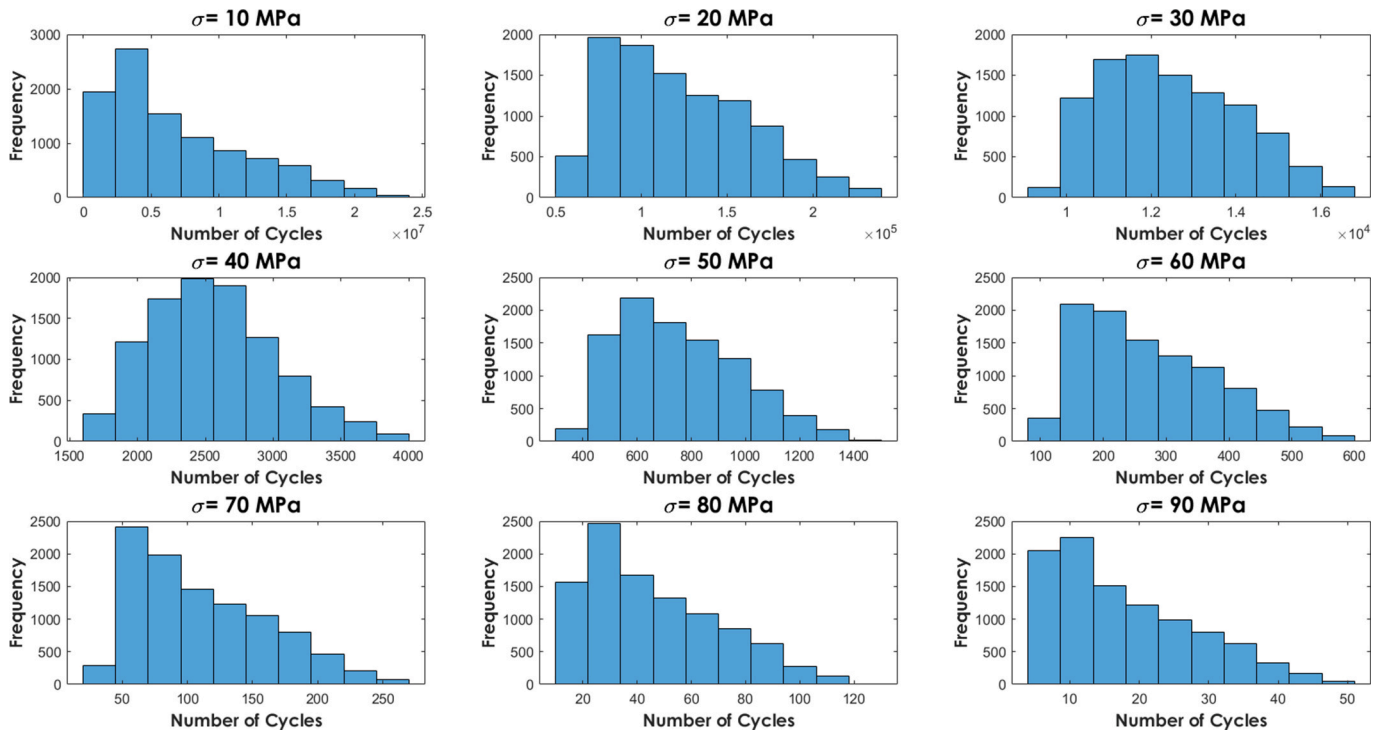 σ= 10 MPa
3000
2000
1000
0
Frequency
0 0.5 1 1.5 2 2.5
Number of Cycles
×10^7
σ= 20 MPa
2000
1500
1000
500
0
Frequency
0.5 1 1.5 2
Number of Cycles
×10^5
σ= 30 MPa
2000
1500
1000
500
0
Frequency
1 1.2 1.4 1.6
Number of Cycles
×10^4
σ= 40 MPa
2000
1500
1000
500
0
Frequency
1500 2000 2500 3000 3500 4000
Number of Cycles
σ= 50 MPa
2500
2000
1500
1000
500
0
Frequency
400 600 800 1000 1200 1400
Number of Cycles
σ= 60 MPa
2500
2000
1500
1000
500
0
Frequency
100 200 300 400 500 600
Number of Cycles
σ= 70 MPa
2500
2000
1500
1000
500
0
Frequency
50 100 150 200 250
Number of Cycles
σ= 80 MPa
2500
2000
1500
1000
500
0
Frequency
20 40 60 80 100 120
Number of Cycles
σ= 90 MPa
2500
2000
1500
1000
500
0
Frequency
10 20 30 40 50
Number of Cycles